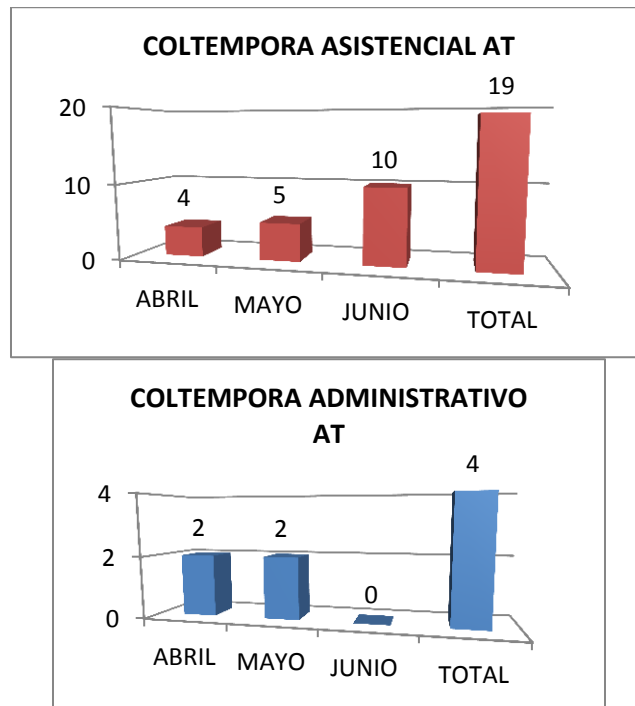 COLTEMPORA ASISTENCIAL AT
19
20
10
10
4
5
0
ABRIL
MAYO
JUNIO
TOTAL
COLTEMPORA ADMINISTRATIVO
AT
4
4
2
2
2
0
0
ABRIL
MAYO
JUNIO
TOTAL